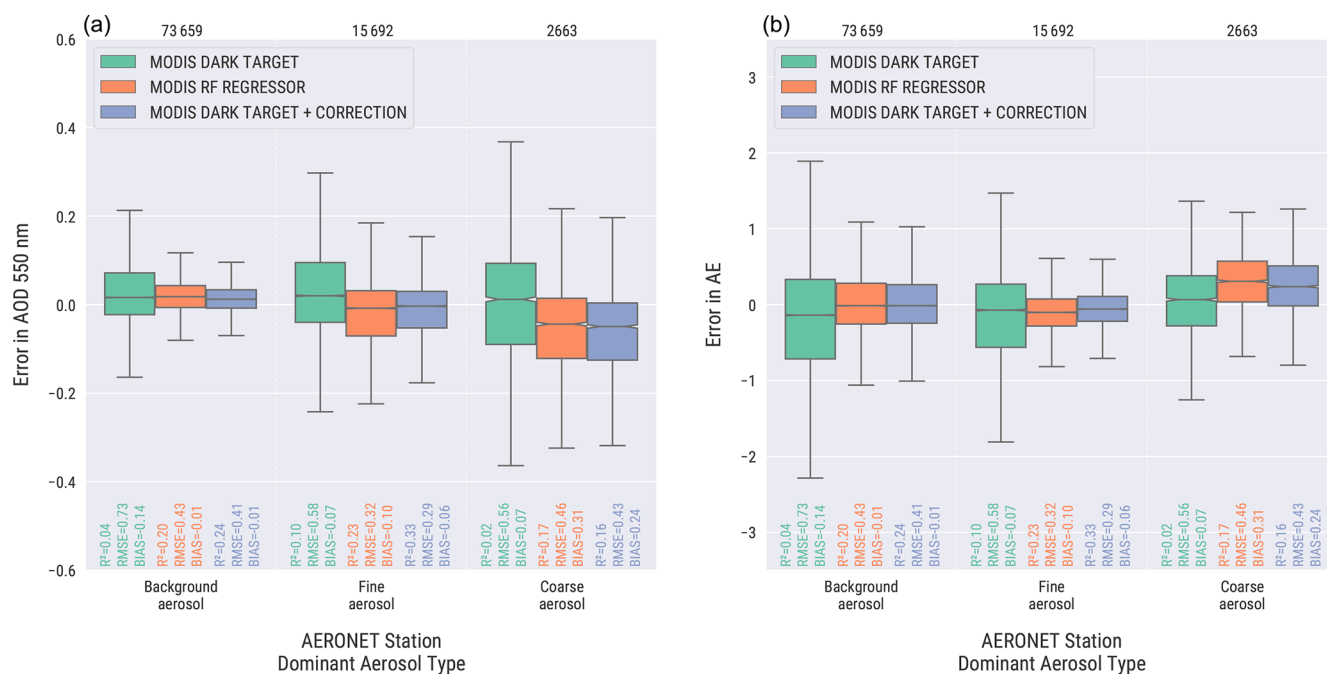 (a)
73 659
15 692
2663
MODIS DARK TARGET
MODIS RF REGRESSOR
MODIS DARK TARGET + CORRECTION
Error in AOD 550 nm
0.6
0.4
0.2
0.0
−0.2
−0.4
−0.6
R²=0.04
RMSE=0.73
BIAS=-0.14
R²=0.20
RMSE=0.43
BIAS=-0.01
R²=0.24
RMSE=0.41
BIAS=-0.01
R²=0.10
RMSE=0.58
BIAS=-0.07
R²=0.23
RMSE=0.32
BIAS=-0.10
R²=0.33
RMSE=0.29
BIAS=-0.06
R²=0.02
RMSE=0.56
BIAS=0.07
R²=0.17
RMSE=0.46
BIAS=0.31
R²=0.16
RMSE=0.43
BIAS=0.24
Background
aerosol
Fine
aerosol
Coarse
aerosol
AERONET Station
Dominant Aerosol Type
(b)
73 659
15 692
2663
MODIS DARK TARGET
MODIS RF REGRESSOR
MODIS DARK TARGET + CORRECTION
Error in AE
3
2
1
0
−1
−2
−3
R²=0.04
RMSE=0.73
BIAS=-0.14
R²=0.20
RMSE=0.43
BIAS=-0.01
R²=0.24
RMSE=0.41
BIAS=-0.01
R²=0.10
RMSE=0.58
BIAS=-0.07
R²=0.23
RMSE=0.32
BIAS=-0.10
R²=0.33
RMSE=0.29
BIAS=-0.06
R²=0.02
RMSE=0.56
BIAS=0.07
R²=0.17
RMSE=0.46
BIAS=0.31
R²=0.16
RMSE=0.43
BIAS=0.24
Background
aerosol
Fine
aerosol
Coarse
aerosol
AERONET Station
Dominant Aerosol Type